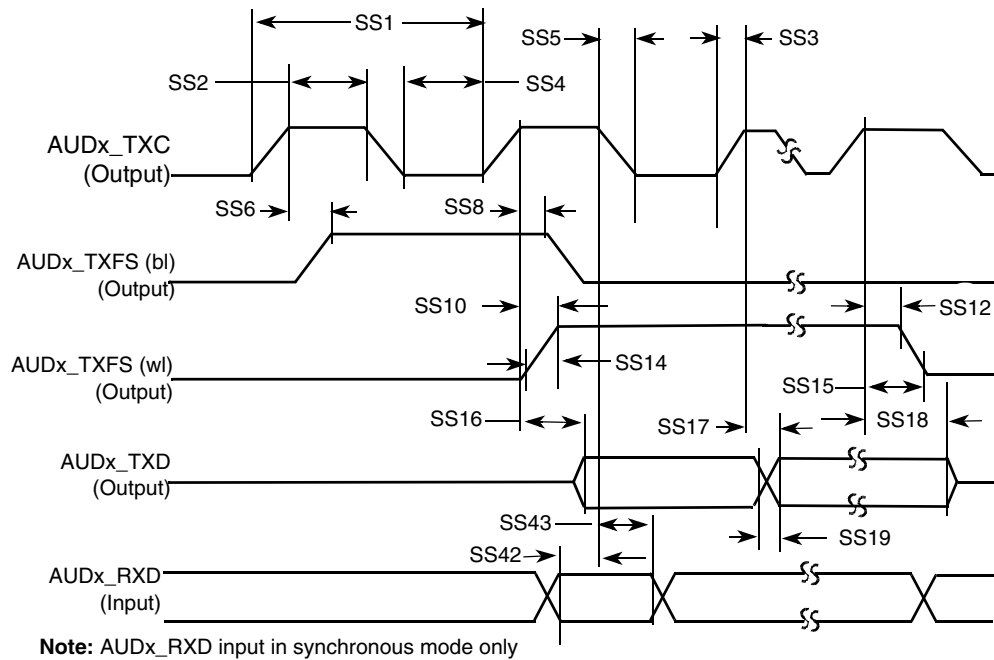 SS1
SS5
SS3
SS2
SS4
AUDx_TXC
(Output)
SS6
SS8
AUDx_TXFS (bl)
(Output)
SS10
SS12
AUDx_TXFS (wl)
(Output)
SS14
SS15
SS16
SS17
SS18
AUDx_TXD
(Output)
SS43
SS19
SS42
AUDx_RXD
(Input)
Note: AUDx_RXD input in synchronous mode only